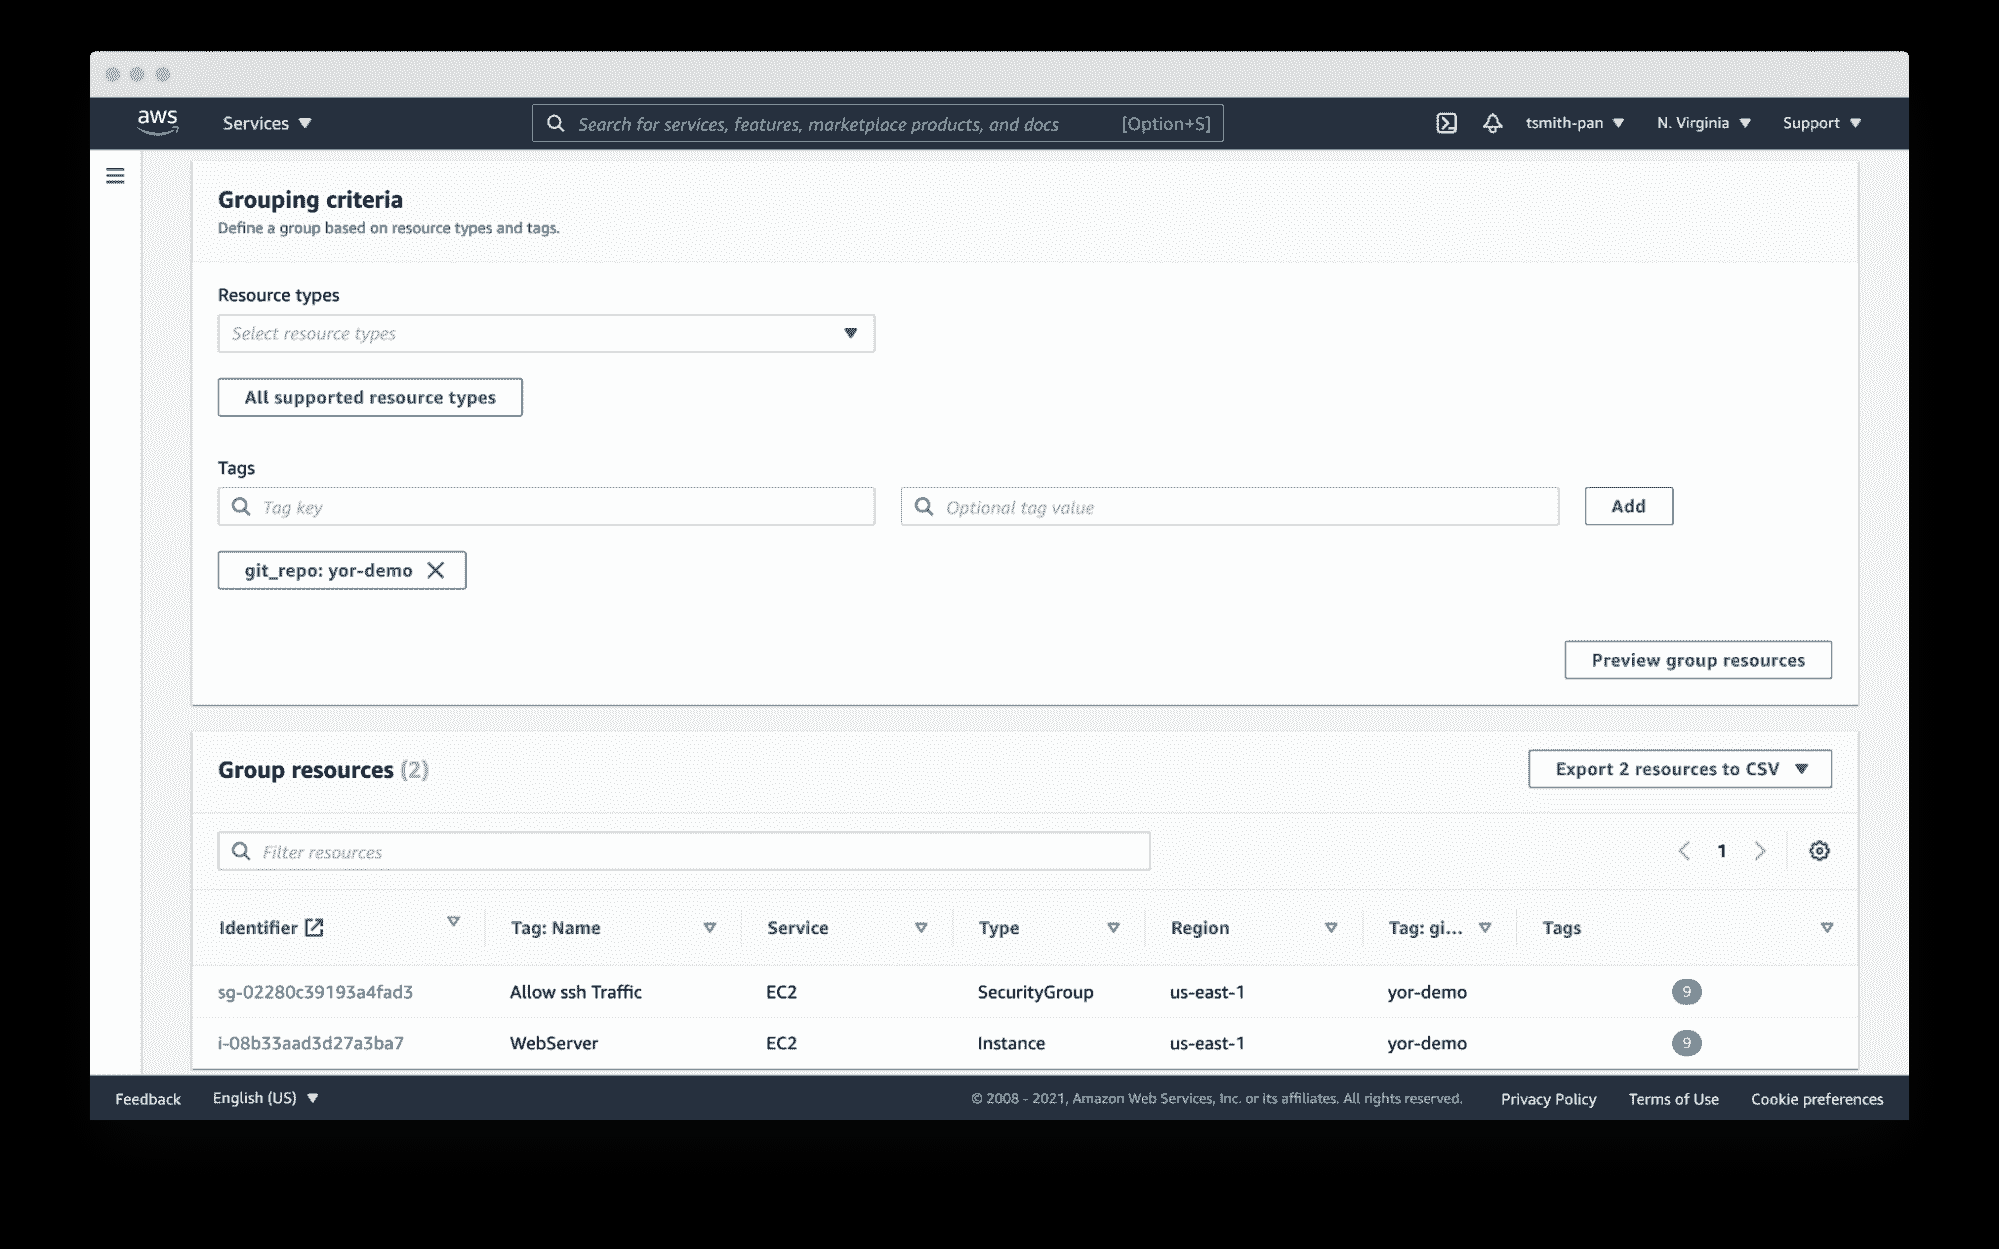 aws Services Search for services, features, marketplace products, and docs [Option+S] tsmith-pan N. Virginia Support
Grouping criteria
Define a group based on resource types and tags.
Resource types
Select resource types
All supported resource types
Tags
Tag key Optional tag value Add
git_repo: yor-demo
Preview group resources
Group resources (2) Export 2 resources to CSV
Filter resources 1
Identifier Tag: Name Service Type Region Tag: gi... Tags
sg-02280c39193a4fad3 Allow ssh Traffic EC2 SecurityGroup us-east-1 yor-demo 9
i-08b33aad3d27a3ba7 WebServer EC2 Instance us-east-1 yor-demo 9
Feedback English (US) © 2008 - 2021, Amazon Web Services, Inc. or its affiliates. All rights reserved. Privacy Policy Terms of Use Cookie preferences